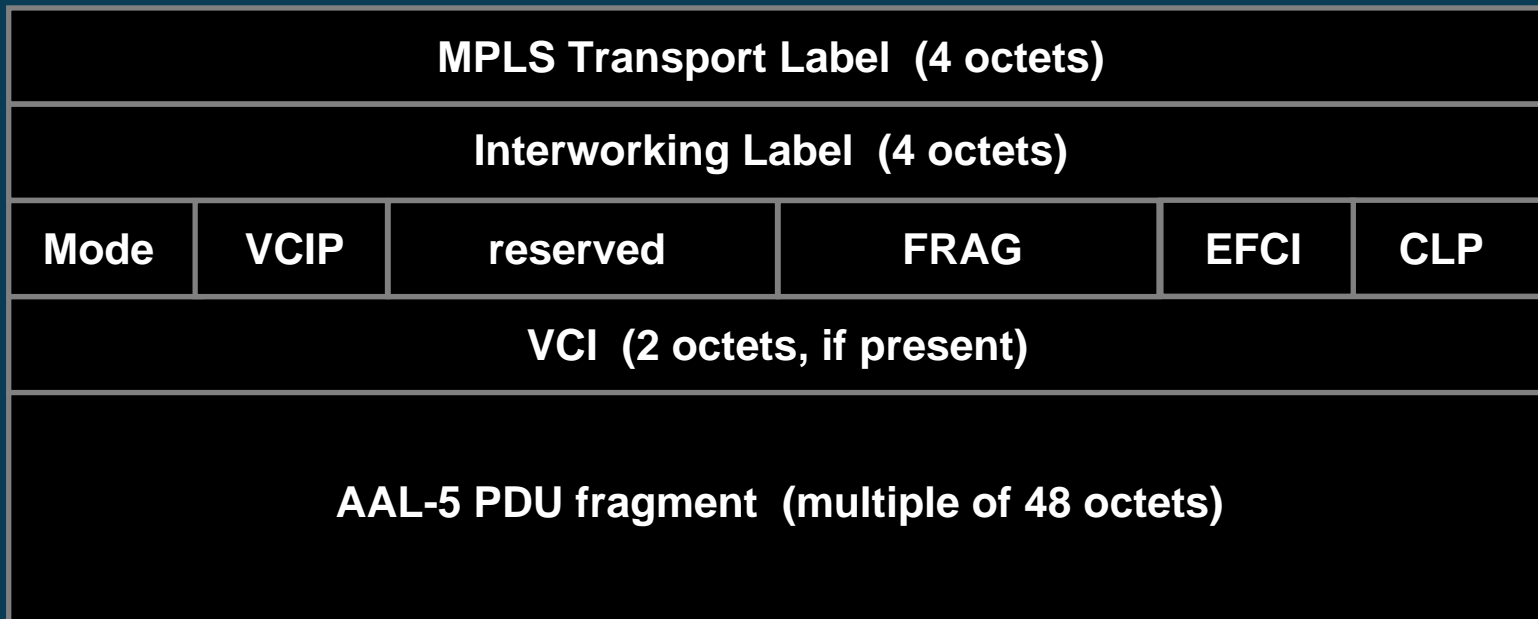 MPLS Transport Label (4 octets)
Interworking Label (4 octets)
Mode VCIP reserved FRAG EFCI CLP
VCI (2 octets, if present)
AAL-5 PDU fragment (multiple of 48 octets)